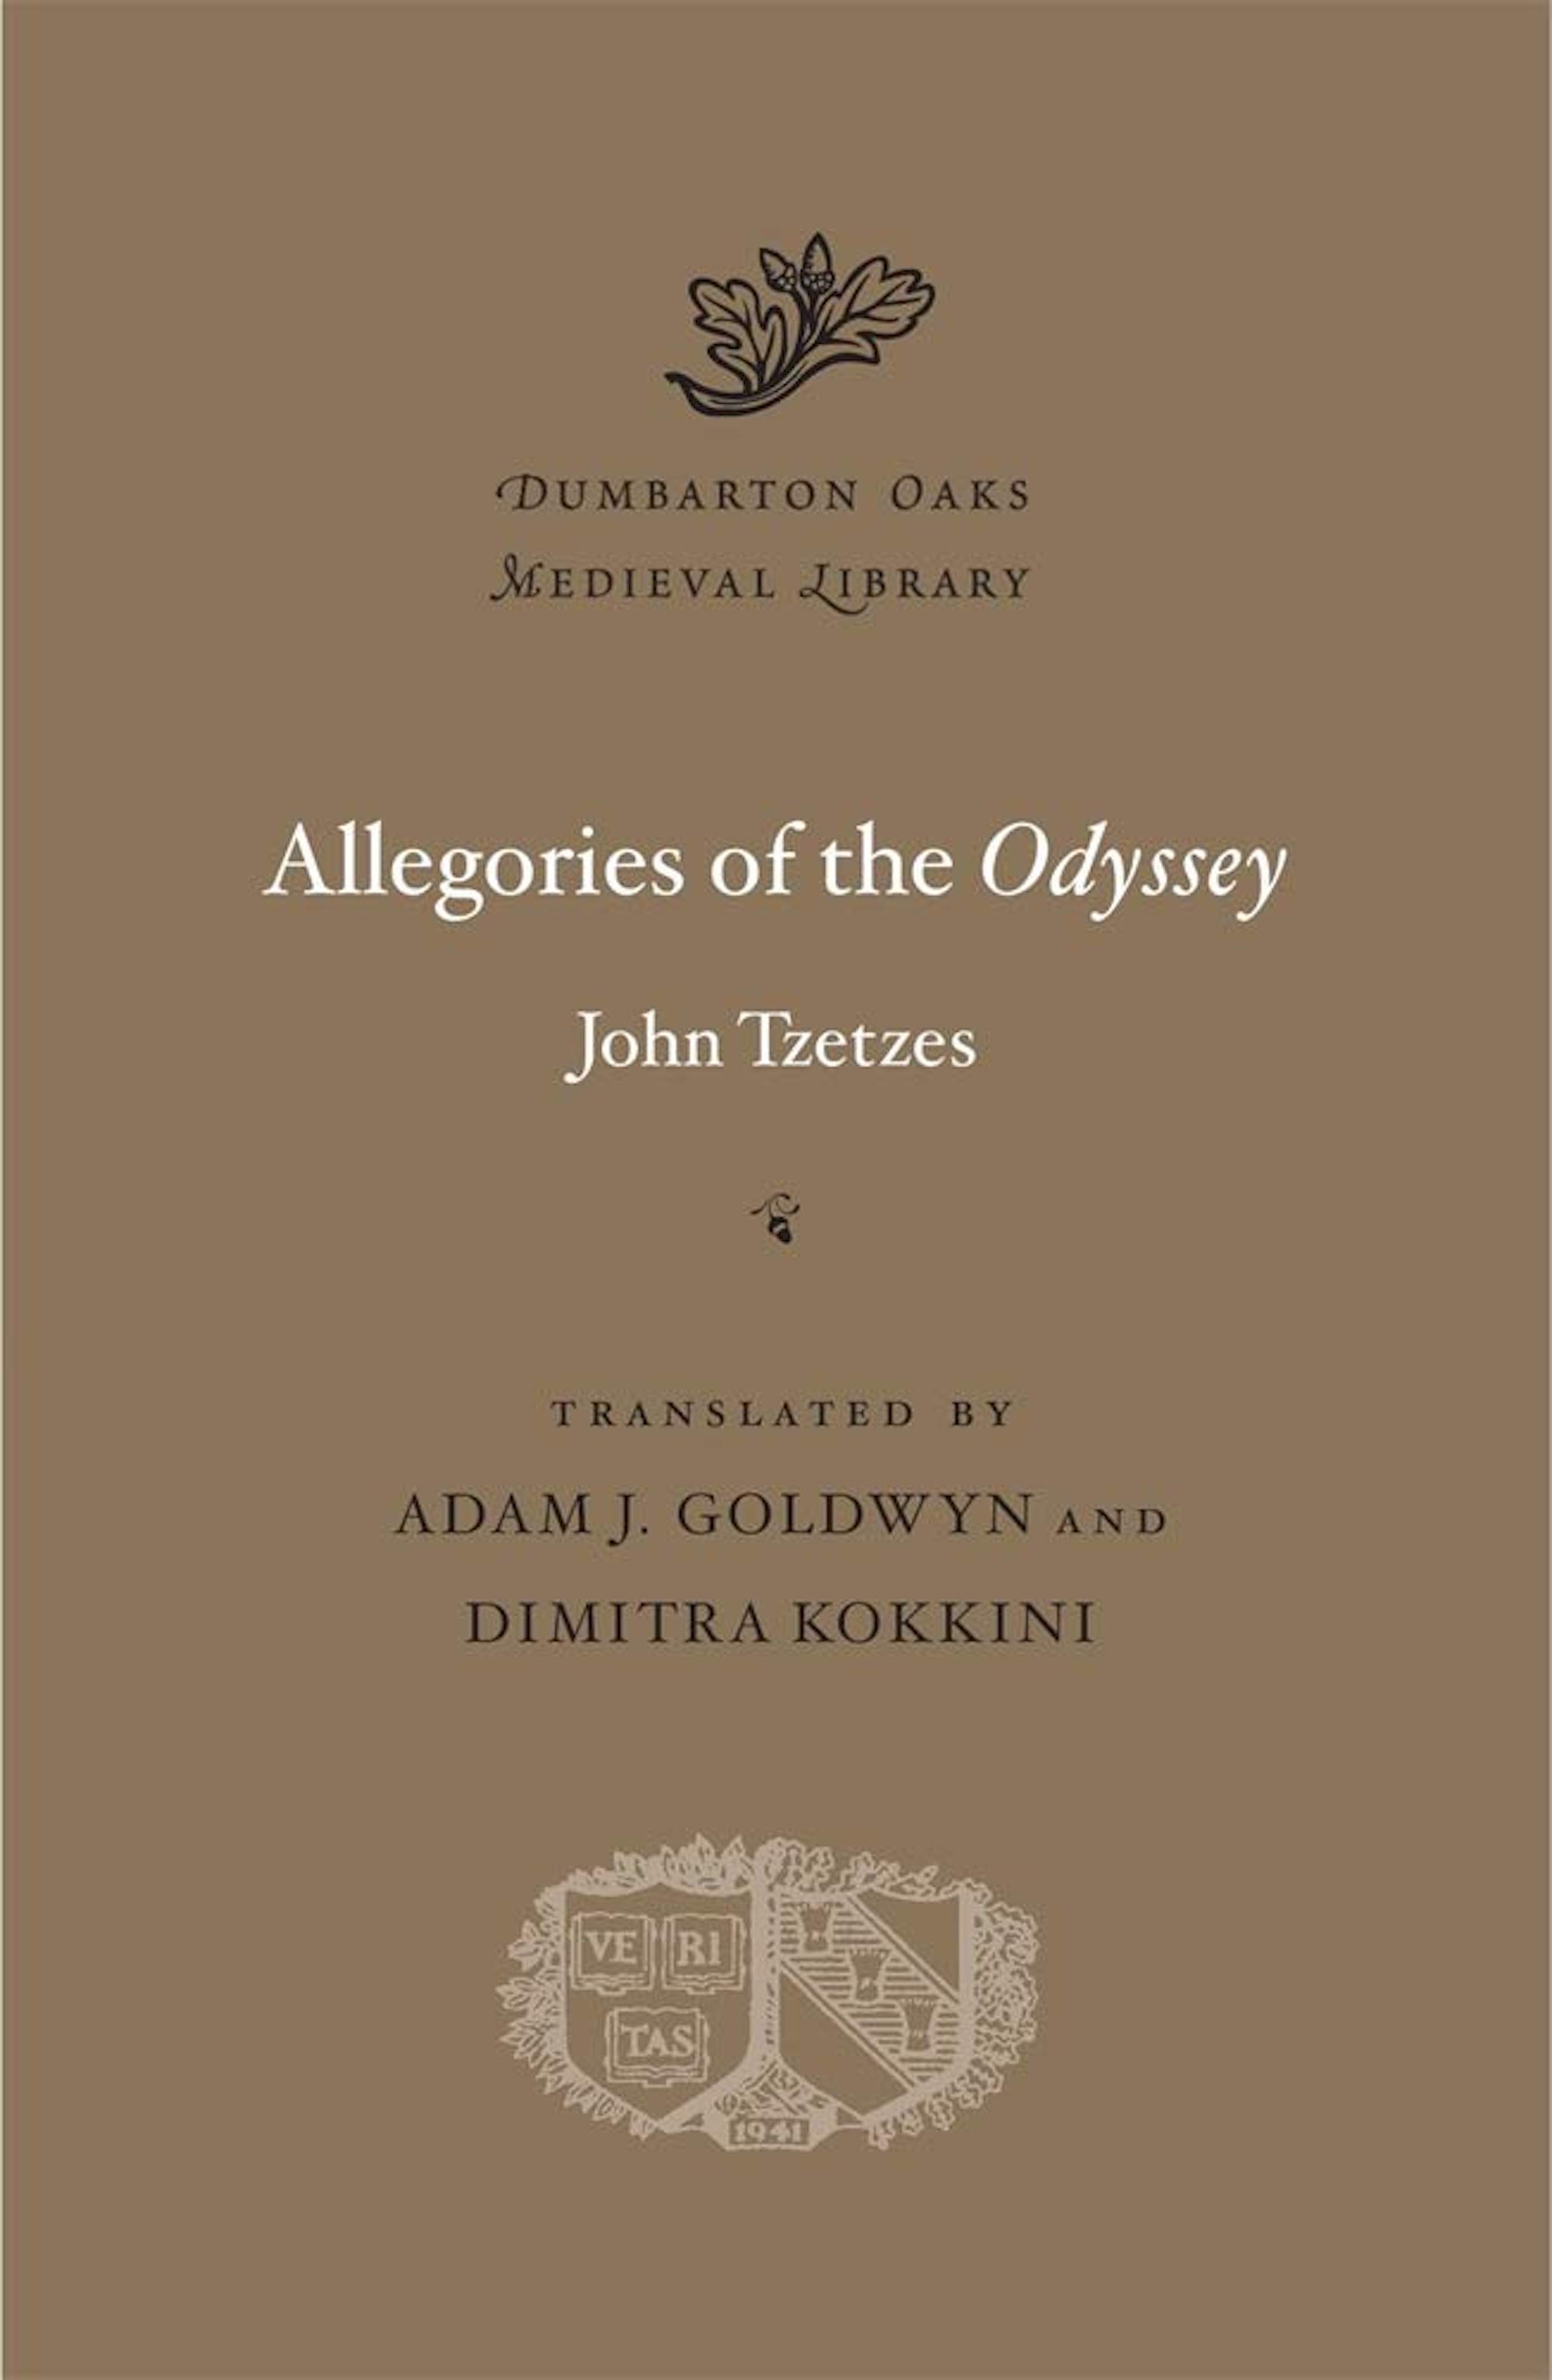 DUMBARTON OAKS
MEDIEVAL LIBRARY
Allegories of the Odyssey
John Tzetzes
TRANSLATED BY
ADAM J. GOLDWYN AND
DIMITRA KOKKINI
VE RI
TAS
1941